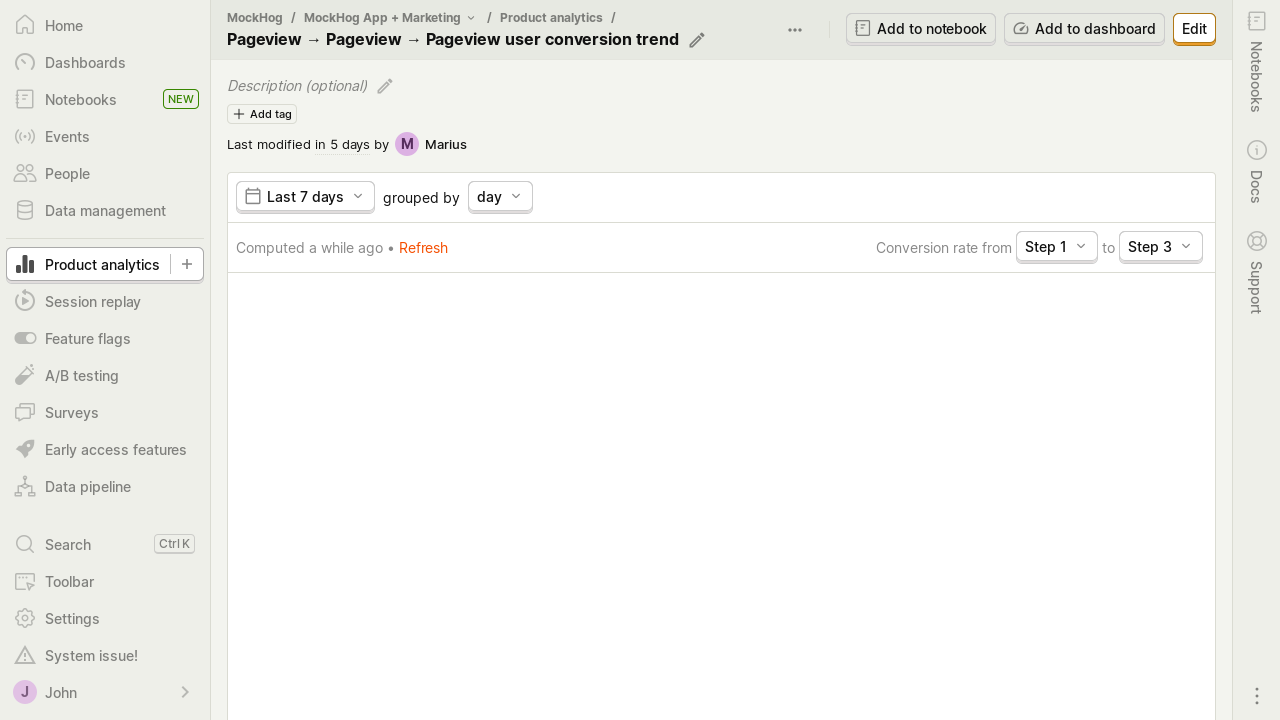 Home
Dashboards
Notebooks NEW
Events
People
Data management
Product analytics
Session replay
Feature flags
A/B testing
Surveys
Early access features
Data pipeline
Search Ctrl K
Toolbar
Settings
System issue!
J John
MockHog / MockHog App + Marketing / Product analytics /
Pageview → Pageview → Pageview user conversion trend
Add to notebook Add to dashboard Edit
Description (optional)
Add tag
Last modified in 5 days by M Marius
Last 7 days grouped by day
Computed a while ago • Refresh Conversion rate from Step 1 to Step 3
Notebooks
Docs
Support